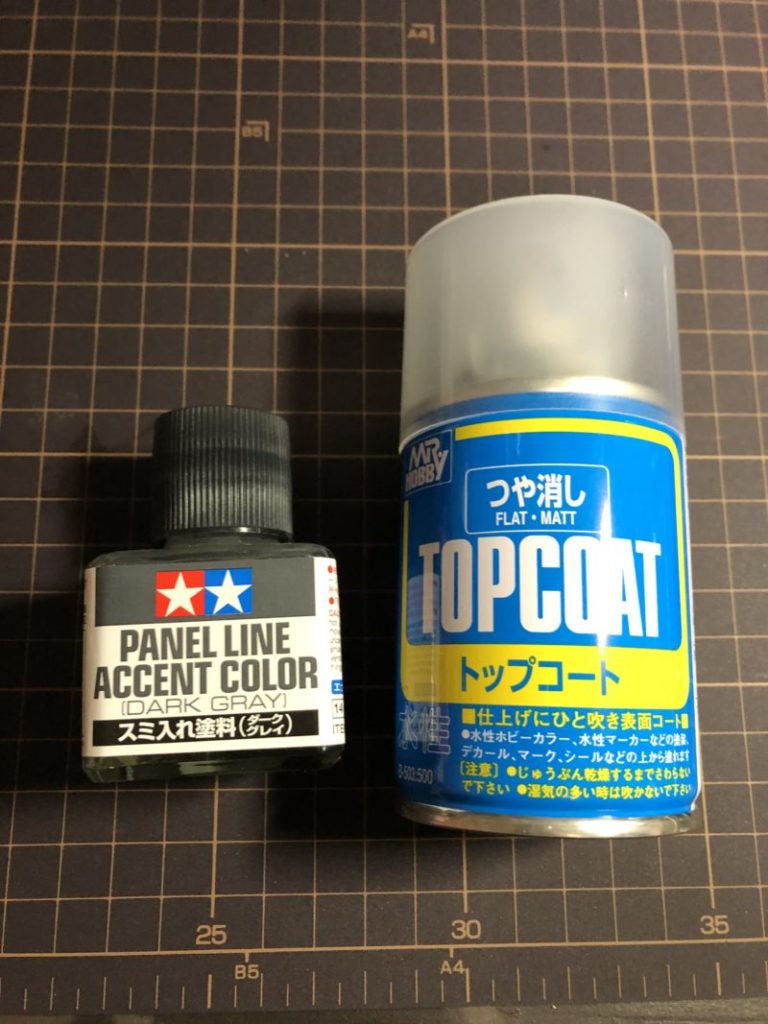 A4
B5
MR
HOBBY
つや消し
FLAT・MATT
TOPCOAT
トップコート
水性
B-503:500
■仕上げにひと吹き表面コート■
●水性ホビーカラー、水性マーカーなどの塗装、
デカール、マーク、シールなどの上から塗れます
[注意] ●じゅうぶん乾燥するまでさわらない
で下さい ●湿気の多い時は吹かないで下さい
PANEL LINE
ACCENT COLOR
(DARK GRAY)
スミ入れ塗料(ダークグレイ)
25
30
35
B5
A4